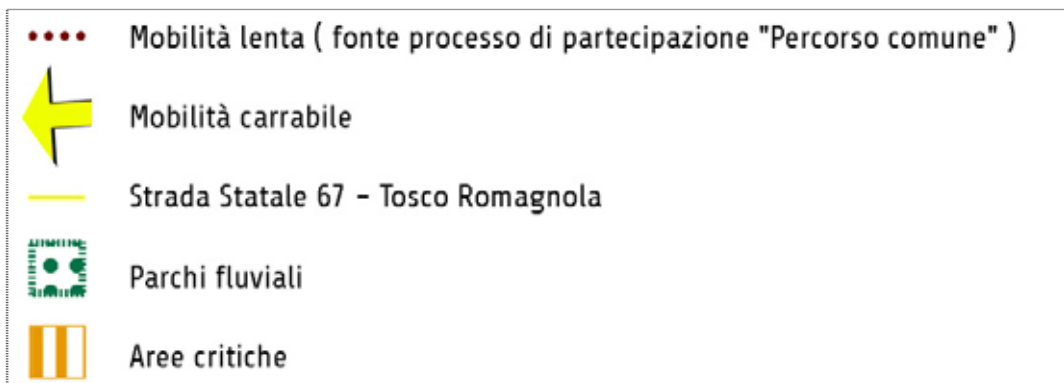 Mobilità lenta ( fonte processo di partecipazione "Percorso comune" )
Mobilità carrabile
Strada Statale 67 - Tosco Romagnola
Parchi fluviali
Aree critiche